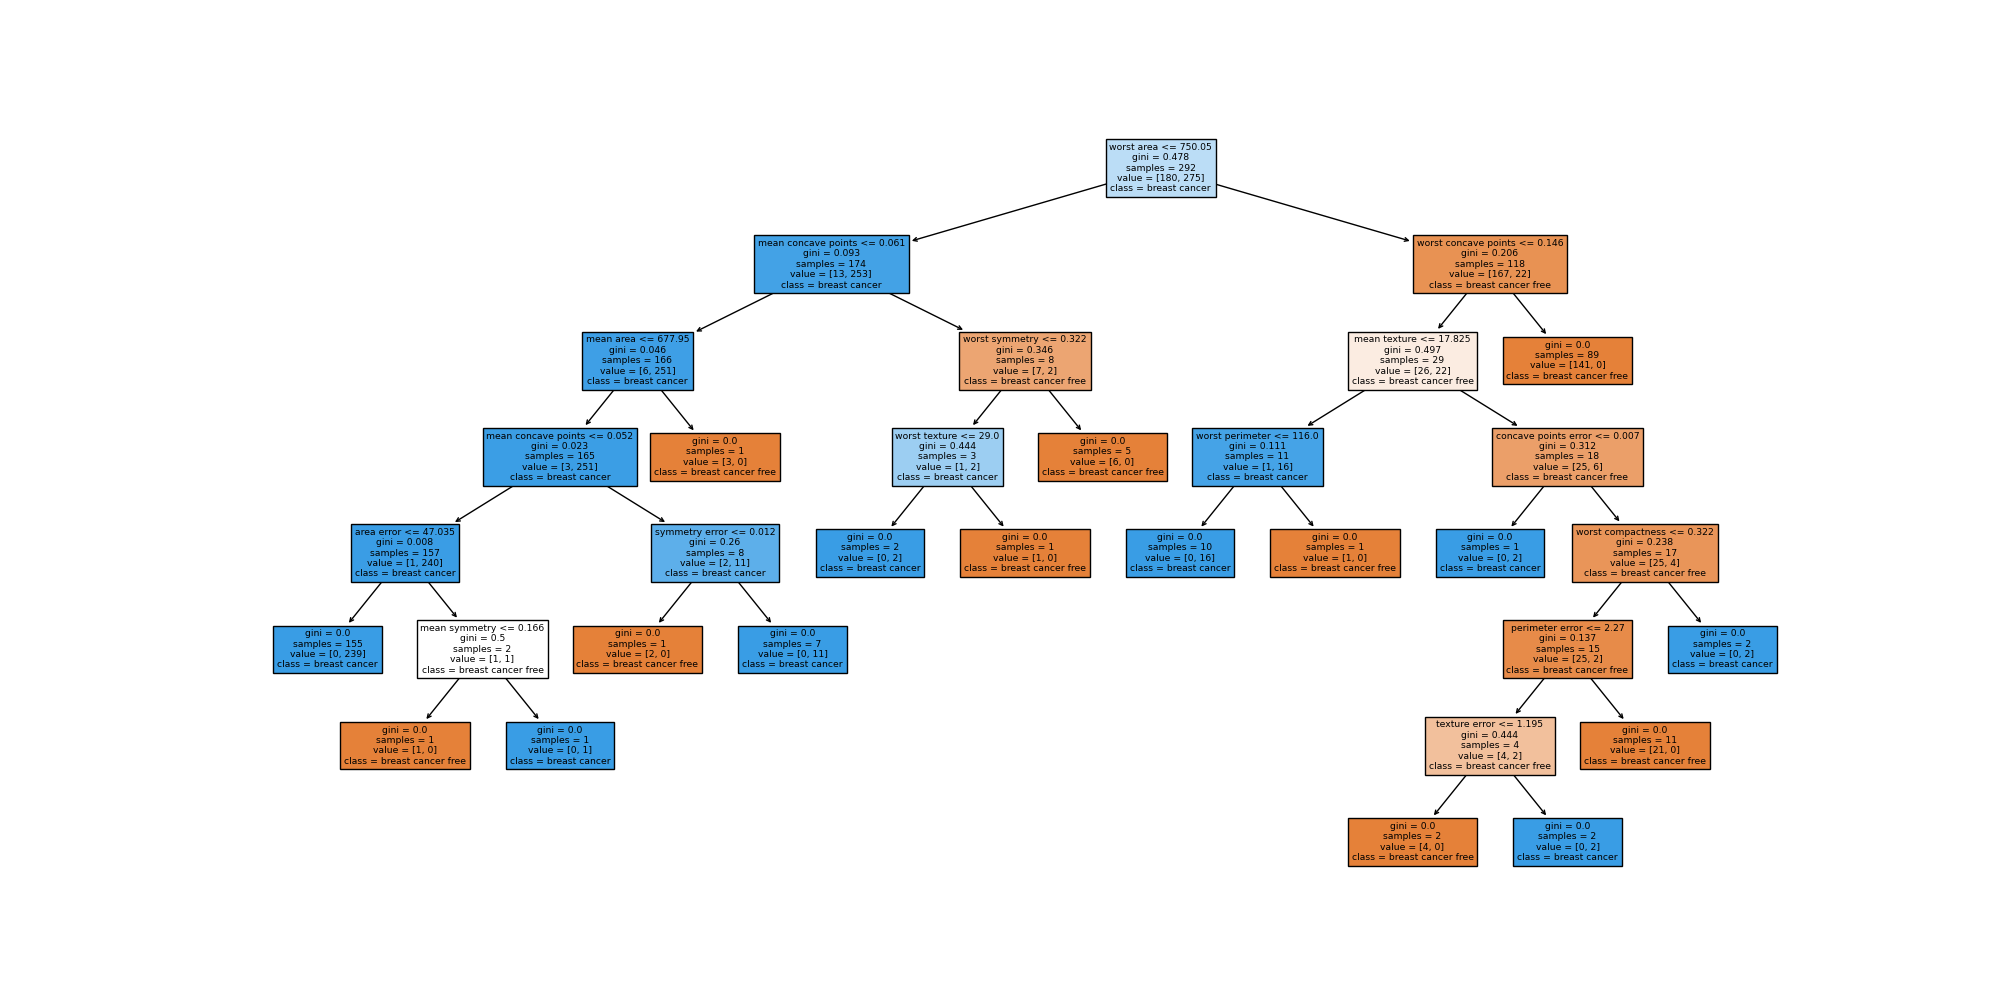 worst area <= 750.05
gini = 0.478
samples = 292
value = [180, 275]
class = breast cancer
mean concave points <= 0.061
gini = 0.093
samples = 174
value = [13, 253]
class = breast cancer
worst concave points <= 0.146
gini = 0.206
samples = 118
value = [167, 22]
class = breast cancer free
mean area <= 677.95
gini = 0.046
samples = 166
value = [6, 251]
class = breast cancer
worst symmetry <= 0.322
gini = 0.346
samples = 8
value = [7, 2]
class = breast cancer free
mean texture <= 17.825
gini = 0.497
samples = 29
value = [26, 22]
class = breast cancer free
gini = 0.0
samples = 89
value = [141, 0]
class = breast cancer free
mean concave points <= 0.052
gini = 0.023
samples = 165
value = [3, 251]
class = breast cancer
gini = 0.0
samples = 1
value = [3, 0]
class = breast cancer free
worst texture <= 29.0
gini = 0.444
samples = 3
value = [1, 2]
class = breast cancer
gini = 0.0
samples = 5
value = [6, 0]
class = breast cancer free
worst perimeter <= 116.0
gini = 0.111
samples = 11
value = [1, 16]
class = breast cancer
concave points error <= 0.007
gini = 0.312
samples = 18
value = [25, 6]
class = breast cancer free
area error <= 47.035
gini = 0.008
samples = 157
value = [1, 240]
class = breast cancer
symmetry error <= 0.012
gini = 0.26
samples = 8
value = [2, 11]
class = breast cancer
gini = 0.0
samples = 2
value = [0, 2]
class = breast cancer
gini = 0.0
samples = 1
value = [1, 0]
class = breast cancer free
gini = 0.0
samples = 10
value = [0, 16]
class = breast cancer
gini = 0.0
samples = 1
value = [1, 0]
class = breast cancer free
gini = 0.0
samples = 1
value = [0, 2]
class = breast cancer
worst compactness <= 0.322
gini = 0.238
samples = 17
value = [25, 4]
class = breast cancer free
gini = 0.0
samples = 155
value = [0, 239]
class = breast cancer
mean symmetry <= 0.166
gini = 0.5
samples = 2
value = [1, 1]
class = breast cancer free
gini = 0.0
samples = 1
value = [2, 0]
class = breast cancer free
gini = 0.0
samples = 7
value = [0, 11]
class = breast cancer
perimeter error <= 2.27
gini = 0.137
samples = 15
value = [25, 2]
class = breast cancer free
gini = 0.0
samples = 2
value = [0, 2]
class = breast cancer
gini = 0.0
samples = 1
value = [1, 0]
class = breast cancer free
gini = 0.0
samples = 1
value = [0, 1]
class = breast cancer
texture error <= 1.195
gini = 0.444
samples = 4
value = [4, 2]
class = breast cancer free
gini = 0.0
samples = 11
value = [21, 0]
class = breast cancer free
gini = 0.0
samples = 2
value = [4, 0]
class = breast cancer free
gini = 0.0
samples = 2
value = [0, 2]
class = breast cancer